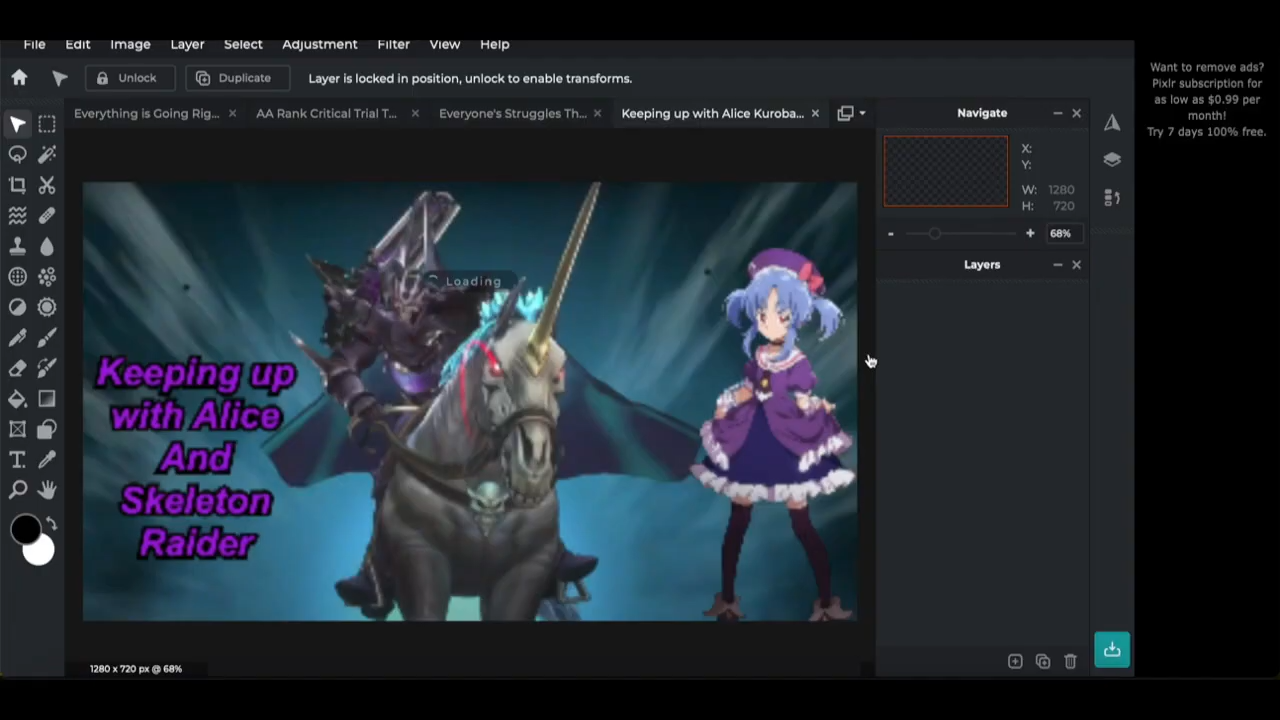 File Edit Image Layer Select Adjustment Filter View Help
Unlock Duplicate Layer is locked in position, unlock to enable transforms.
Everything is Going Rig... AA Rank Critical Trial T... Everyone's Struggles Th... Keeping up with Alice Kuroba...
Navigate
X:
Y:
W: 1280
H: 720
- + 68%
Layers
Loading
Keeping up
with Alice
And
Skeleton
Raider
1280 x 720 px @ 68%
Want to remove ads?
Pixlr subscription for
as low as $0.99 per
month!
Try 7 days 100% free.